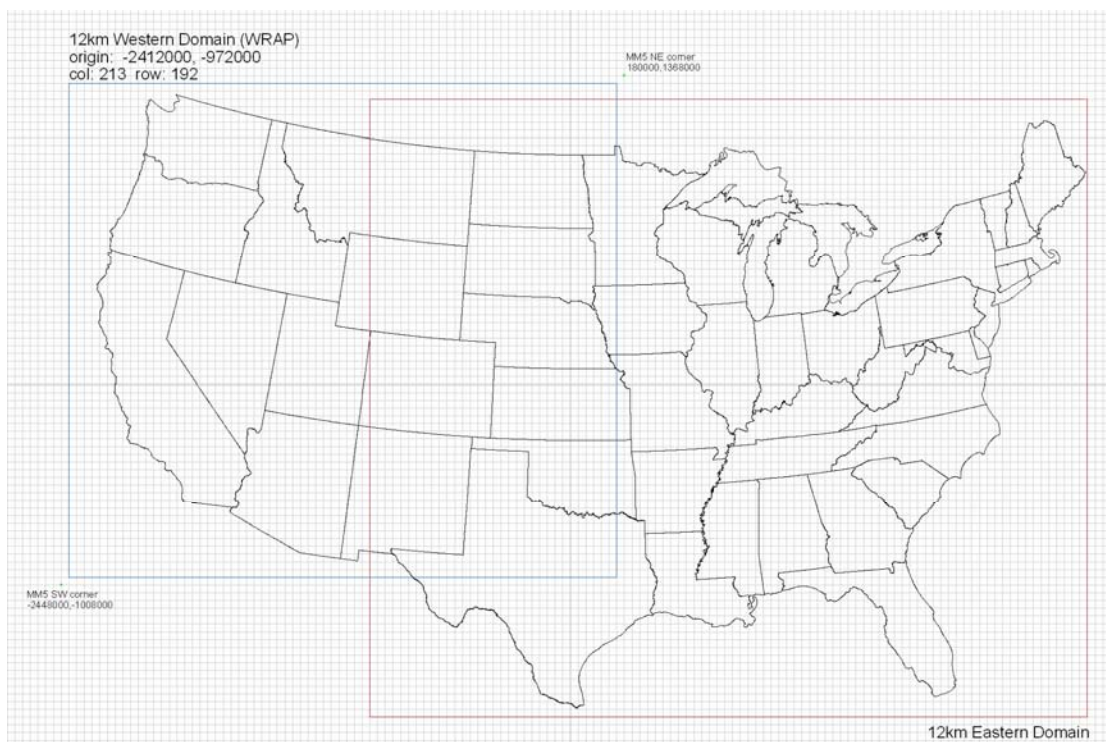 12km Western Domain (WRAP)
origin: -2412000, -972000
col: 213 row: 192
MM5 NE corner
180000,1368000
MM5 SW corner
-2448000,-1008000
12km Eastern Domain